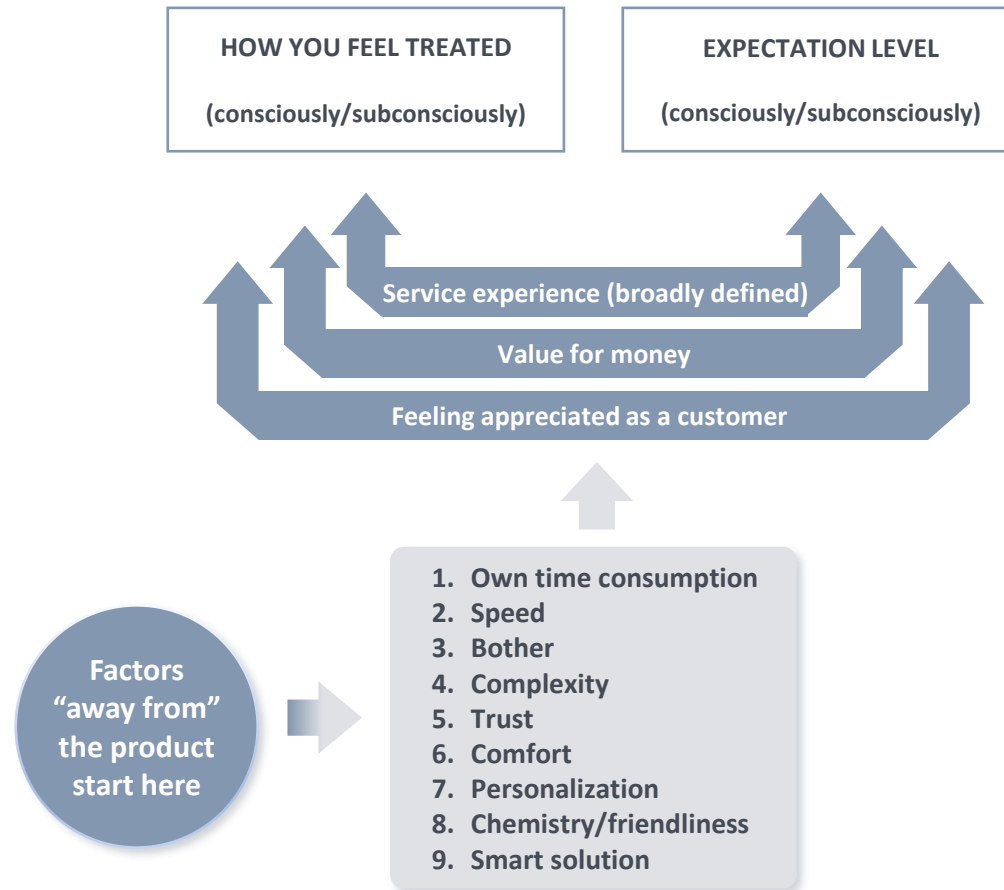 HOW YOU FEEL TREATED
(consciously/subconsciously)
EXPECTATION LEVEL
(consciously/subconsciously)
Service experience (broadly defined)
Value for money
Feeling appreciated as a customer
Factors
“away from”
the product
start here
1. Own time consumption
2. Speed
3. Bother
4. Complexity
5. Trust
6. Comfort
7. Personalization
8. Chemistry/friendliness
9. Smart solution